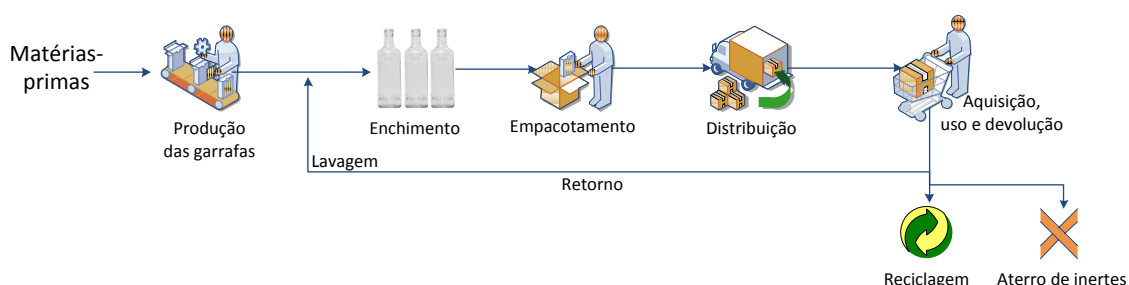 Matérias-
primas
Produção
das garrafas
Enchimento
Empacotamento
Distribuição
Aquisição,
uso e devolução
Lavagem
Retorno
Reciclagem
Aterro de inertes